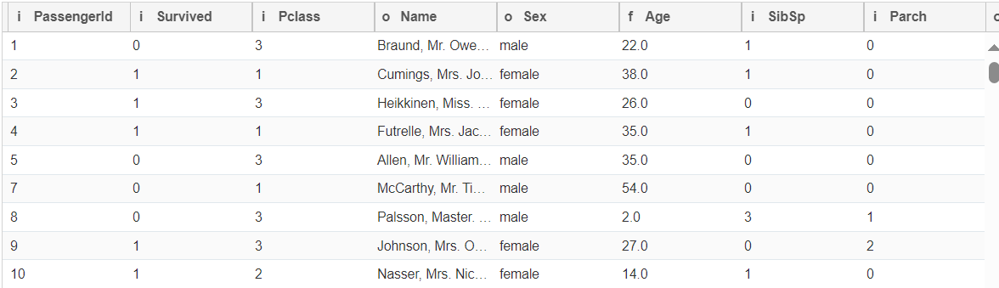 i PassengerId i Survived i Pclass o Name o Sex f Age i SibSp i Parch
1 0 3 Braund, Mr. Owe... male 22.0 1 0
2 1 1 Cumings, Mrs. Jo... female 38.0 1 0
3 1 3 Heikkinen, Miss. ... female 26.0 0 0
4 1 1 Futrelle, Mrs. Jac... female 35.0 1 0
5 0 3 Allen, Mr. William... male 35.0 0 0
7 0 1 McCarthy, Mr. Ti... male 54.0 0 0
8 0 3 Palsson, Master. ... male 2.0 3 1
9 1 3 Johnson, Mrs. O... female 27.0 0 2
10 1 2 Nasser, Mrs. Nic... female 14.0 1 0